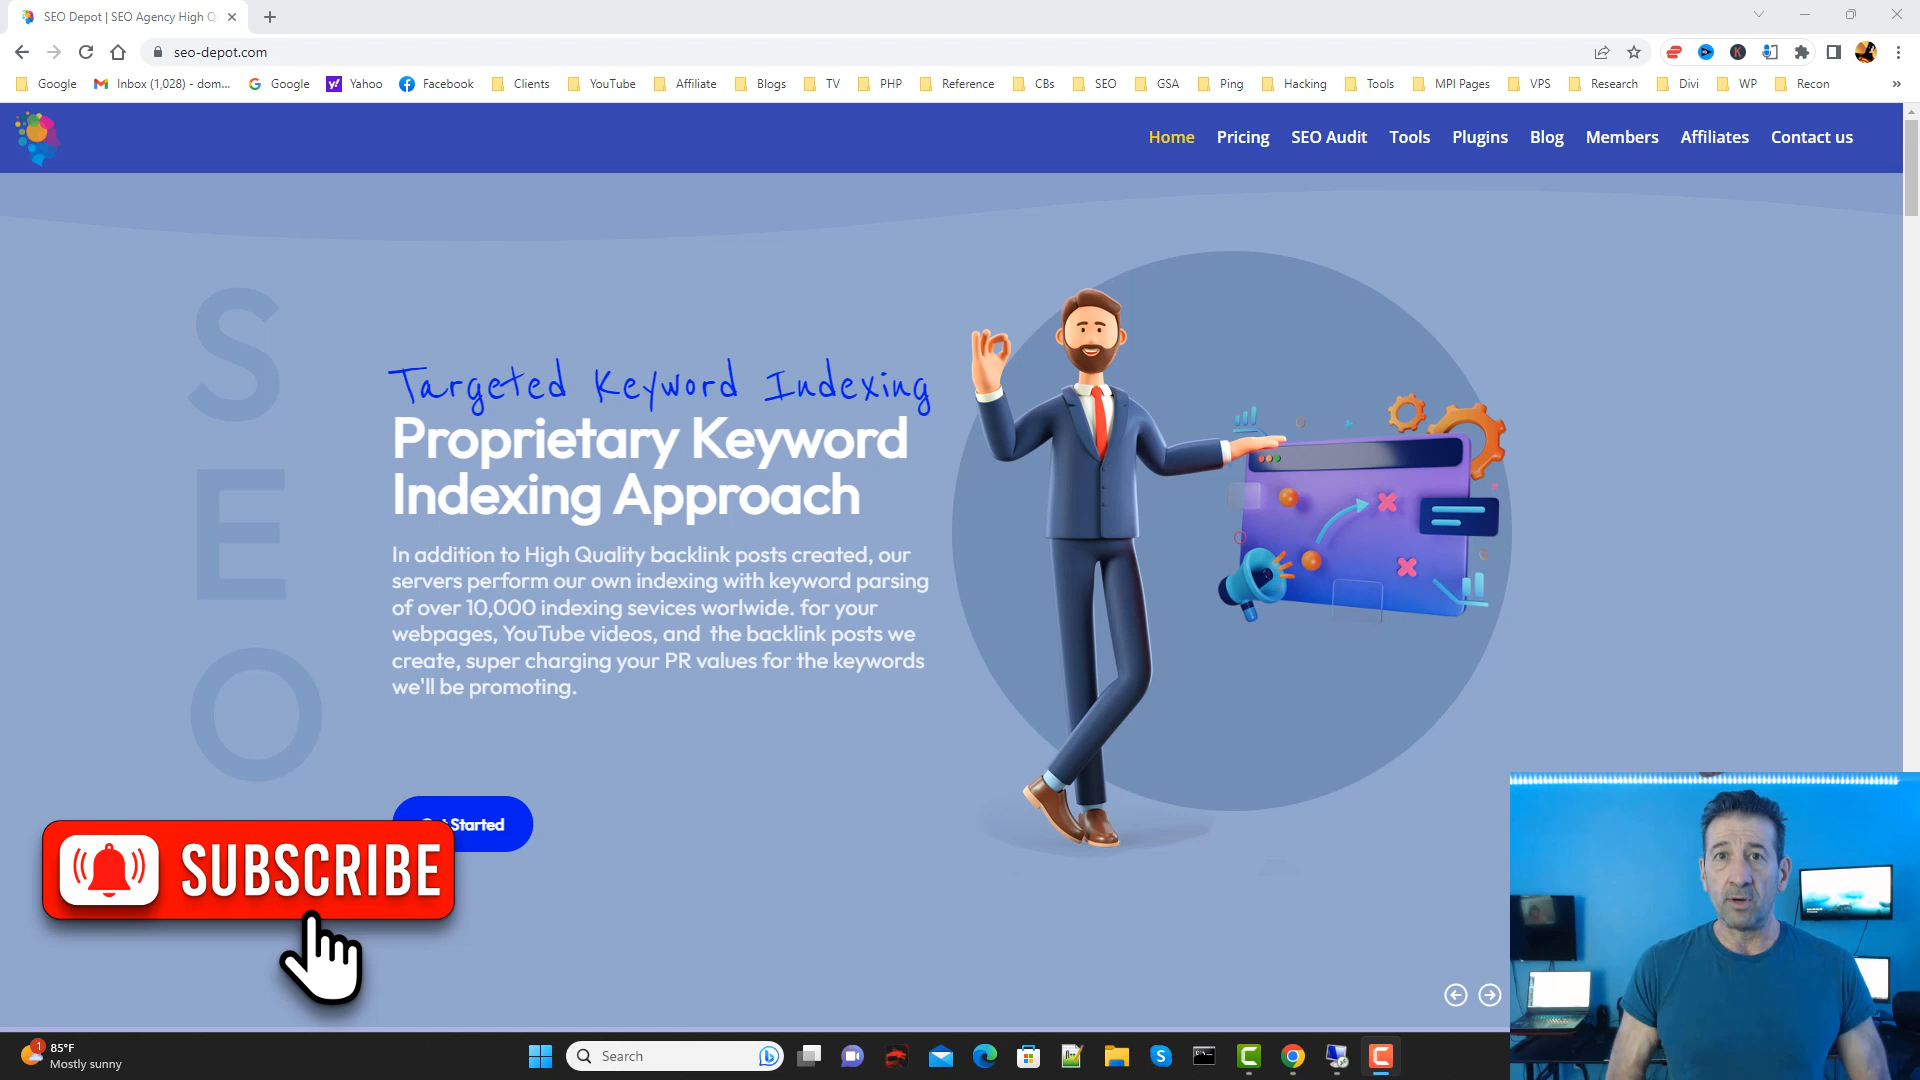 SEO Depot | SEO Agency High Q
seo-depot.com
Google
Inbox (1,028) - dom...
Google
Yahoo
Facebook
Clients
YouTube
Affiliate
Blogs
TV
PHP
Reference
CBs
SEO
GSA
Ping
Hacking
Tools
MPI Pages
VPS
Research
Divi
WP
Recon
Home
Pricing
SEO Audit
Tools
Plugins
Blog
Members
Affiliates
Contact us
SEO
Targeted Keyword Indexing
Proprietary Keyword
Indexing Approach
In addition to High Quality backlink posts created, our
servers perform our own indexing with keyword parsing
of over 10,000 indexing sevices worlwide. for your
webpages, YouTube videos, and the backlink posts we
create, super charging your PR values for the keywords
we'll be promoting.
Started
SUBSCRIBE
1
85°F
Mostly sunny
Search